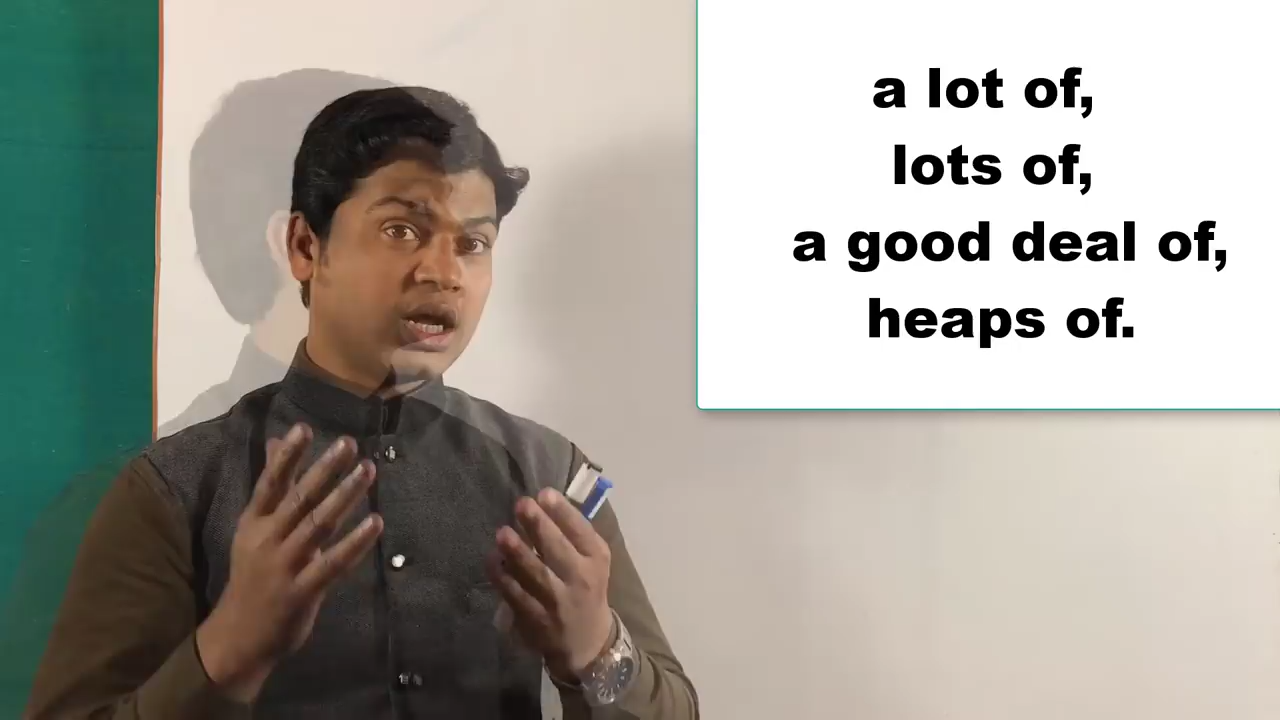 a lot of,
lots of,
a good deal of,
heaps of.